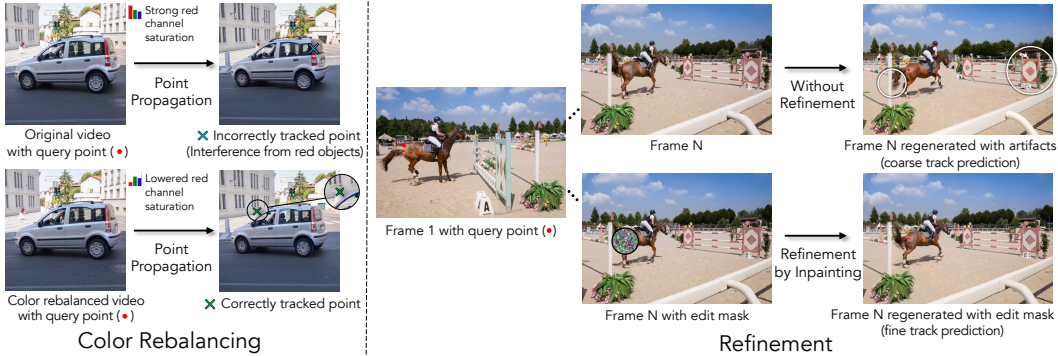 Strong red
channel
saturation
Point
Propagation
Original video
with query point (•)
Incorrectly tracked point
(Interference from red objects)
Lowered red
channel
saturation
Point
Propagation
Color rebalanced video
with query point (•)
Correctly tracked point
Color Rebalancing
Frame 1 with query point (•)
A
Frame N
Without
Refinement
Frame N regenerated with artifacts
(coarse track prediction)
Frame N with edit mask
Refinement
by Inpainting
Frame N regenerated with edit mask
(fine track prediction)
Refinement